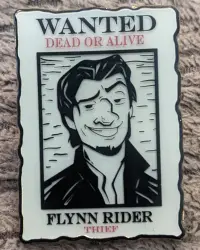 WANTED
DEAD OR ALIVE
FLYNN RIDER
THIEF